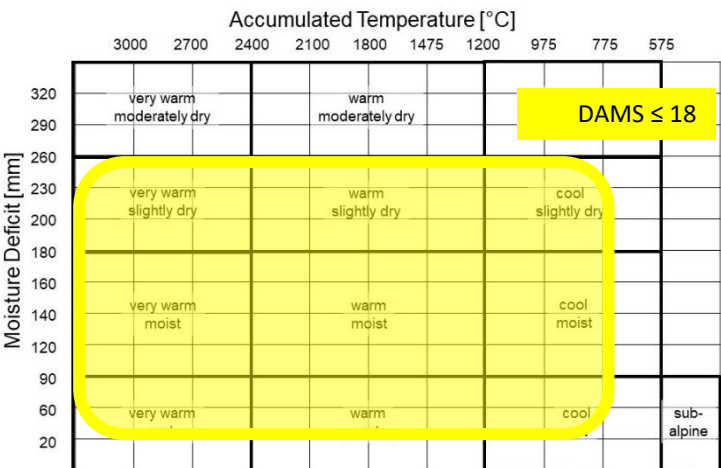 Accumulated Temperature [°C]
3000 2700 2400 2100 1800 1475 1200 975 775 575
Moisture Deficit [mm]
320
290
260
230
200
180
160
140
120
90
60
20
very warm
moderately dry
warm
moderately dry
DAMS ≤ 18
very warm
slightly dry
warm
slightly dry
cool
slightly dry
very warm
moist
warm
moist
cool
moist
very warm
warm
cool
sub-
alpine